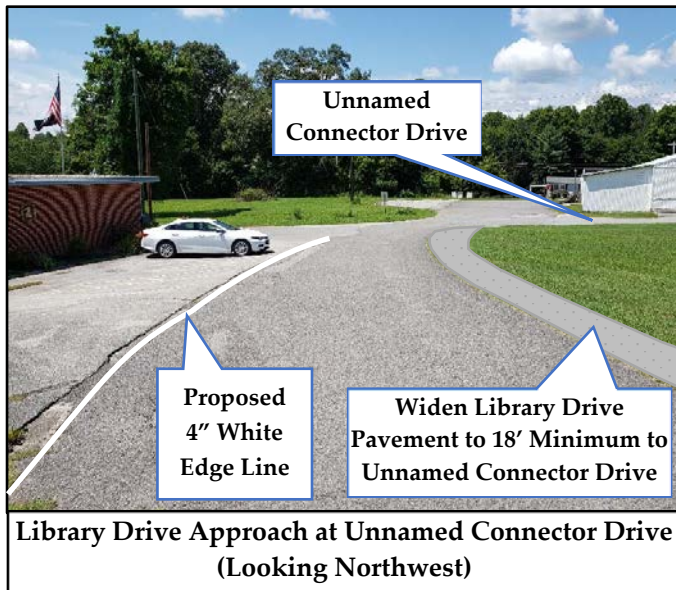 Unnamed
Connector Drive
Proposed
4” White
Edge Line
Widen Library Drive
Pavement to 18’ Minimum to
Unnamed Connector Drive
Library Drive Approach at Unnamed Connector Drive
(Looking Northwest)